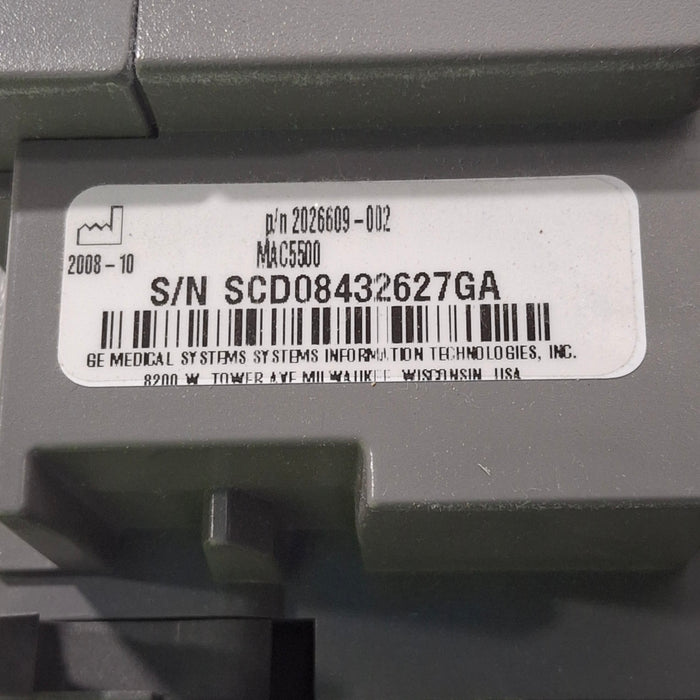 p/n 2026609-002
MAC5500
2008-10
S/N SCD08432627GA
GE MEDICAL SYSTEMS SYSTEMS INFORMATION TECHNOLOGIES, INC.
8200 W. TOWER AVE MILWAUKEE, WISCONSIN, USA